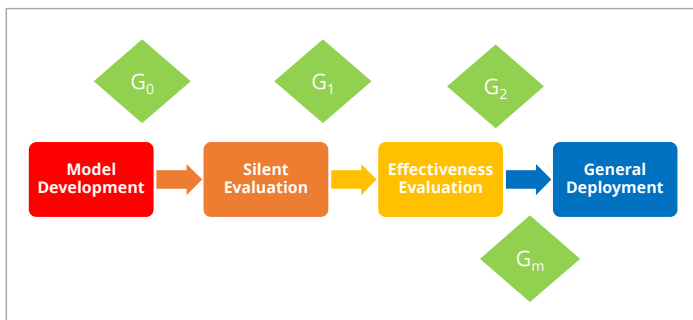 G₀
G₁
G₂
Model
Development
Silent
Evaluation
Effectiveness
Evaluation
General
Deployment
Gₘ